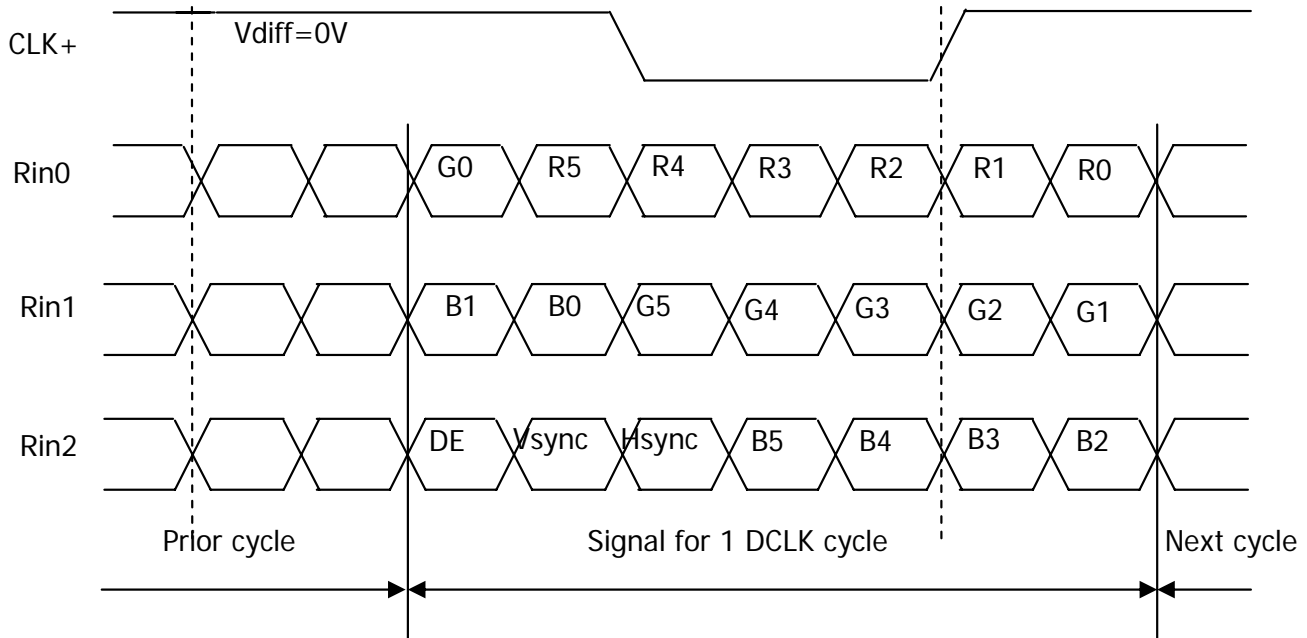 CLK+ Vdiff=0V
Rin0 G0 R5 R4 R3 R2 R1 R0
Rin1 B1 B0 G5 G4 G3 G2 G1
Rin2 DE Vsync Hsync B5 B4 B3 B2
Prior cycle Signal for 1 DCLK cycle Next cycle